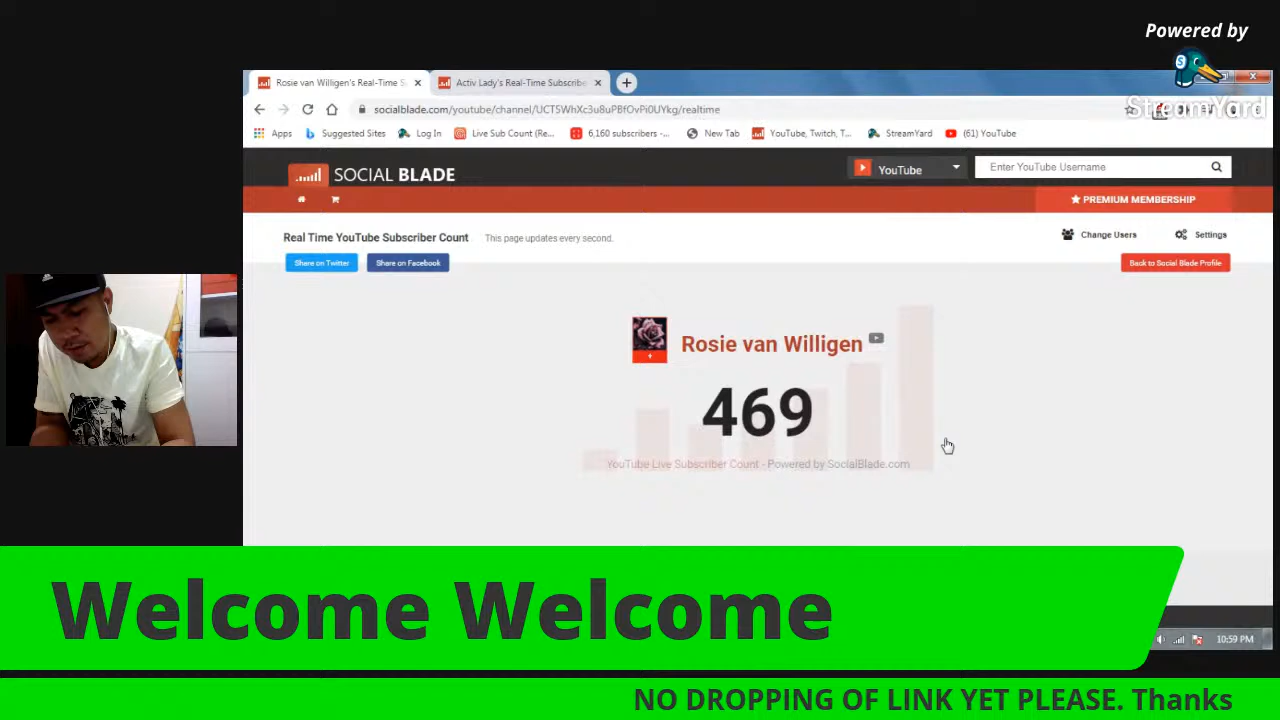 Powered by
StreamYard
Rosie van Willigen's Real-Time S
Activ Lady's Real-Time Subscribe
socialblade.com/youtube/channel/UCT5WhXc3u8uPBfOvPi0UYkg/realtime
Apps
Suggested Sites
Log In
Live Sub Count (Re...
6,160 subscribers -...
New Tab
YouTube, Twitch, T...
StreamYard
(61) YouTube
SOCIAL BLADE
YouTube
Enter YouTube Username
PREMIUM MEMBERSHIP
Real Time YouTube Subscriber Count
This page updates every second.
Change Users
Settings
Share on Twitter
Share on Facebook
Back to Social Blade Profile
Rosie van Willigen
469
YouTube Live Subscriber Count - Powered by SocialBlade.com
Welcome Welcome
10:59 PM
NO DROPPING OF LINK YET PLEASE. Thanks